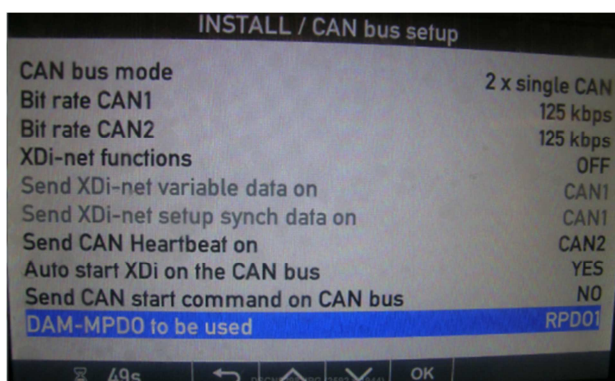 INSTALL / CAN bus setup
CAN bus mode 2 x single CAN
Bit rate CAN1 125 kbps
Bit rate CAN2 125 kbps
XDi-net functions OFF
Send XDi-net variable data on CAN1
Send XDi-net setup synch data on CAN1
Send CAN Heartbeat on CAN2
Auto start XDi on the CAN bus YES
Send CAN start command on CAN bus NO
DAM-MPDO to be used RPDO1
49s OK